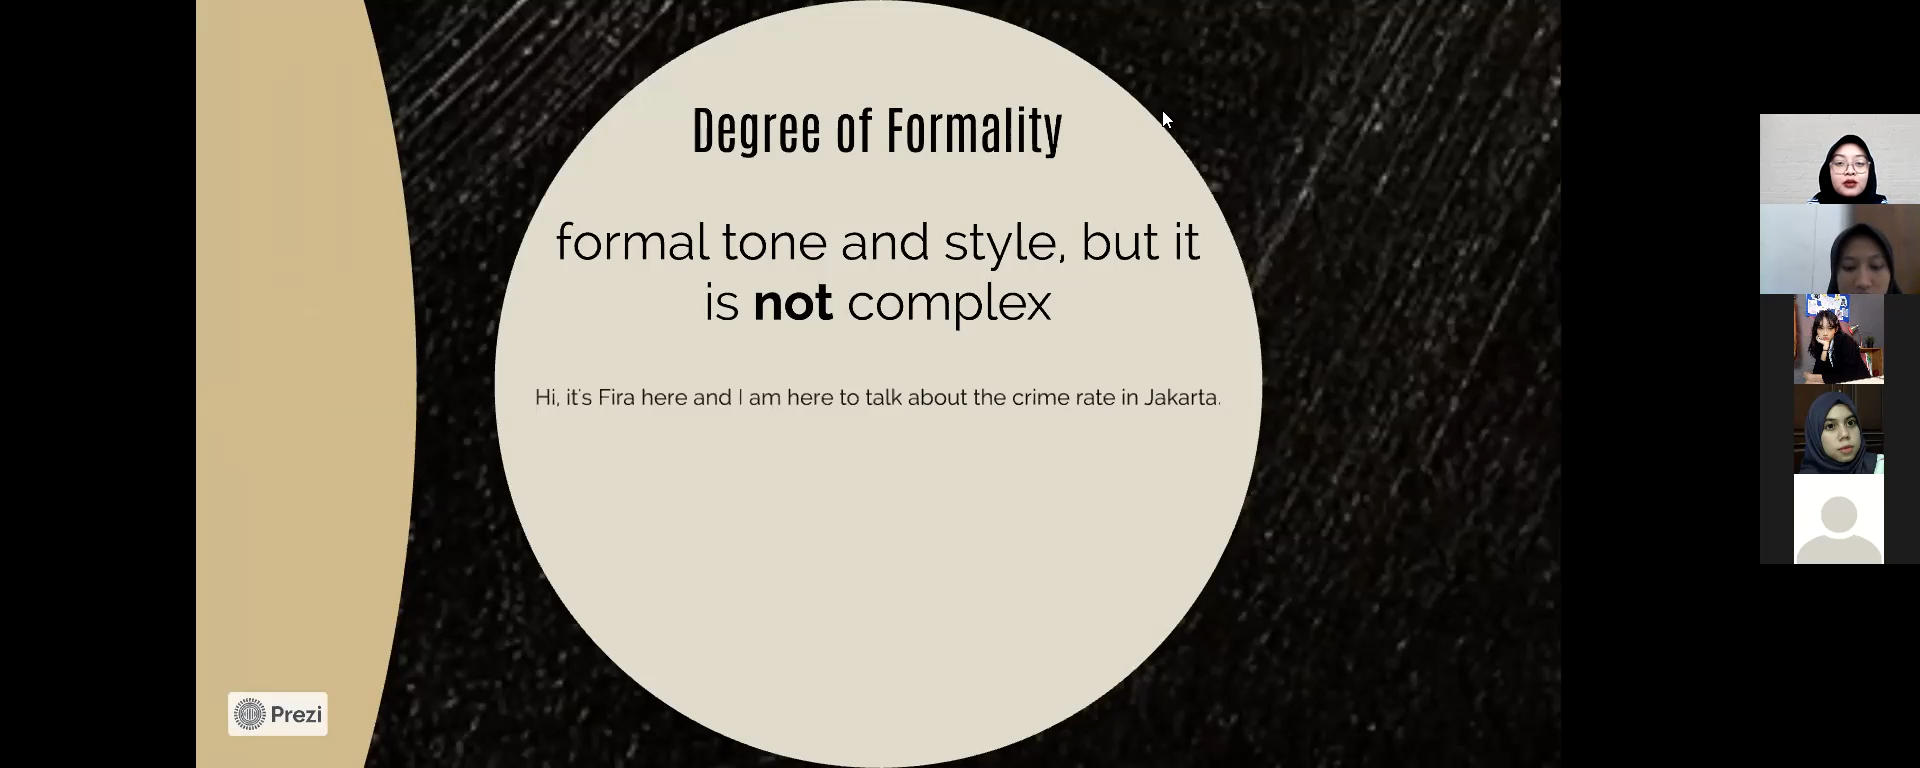 Degree of Formality
formal tone and style, but it
is not complex
Hi, it's Fira here and I am here to talk about the crime rate in Jakarta.
Prezi